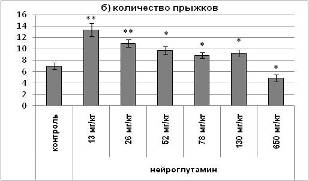 б) количество прыжков
16
14
12
10
8
6
4
2
0
**
**
*
*
*
*
контроль
13 мг/кг
26 мг/кг
52 мг/кг
78 мг/кг
130 мг/кг
650 мг/кг
нейроглутамин